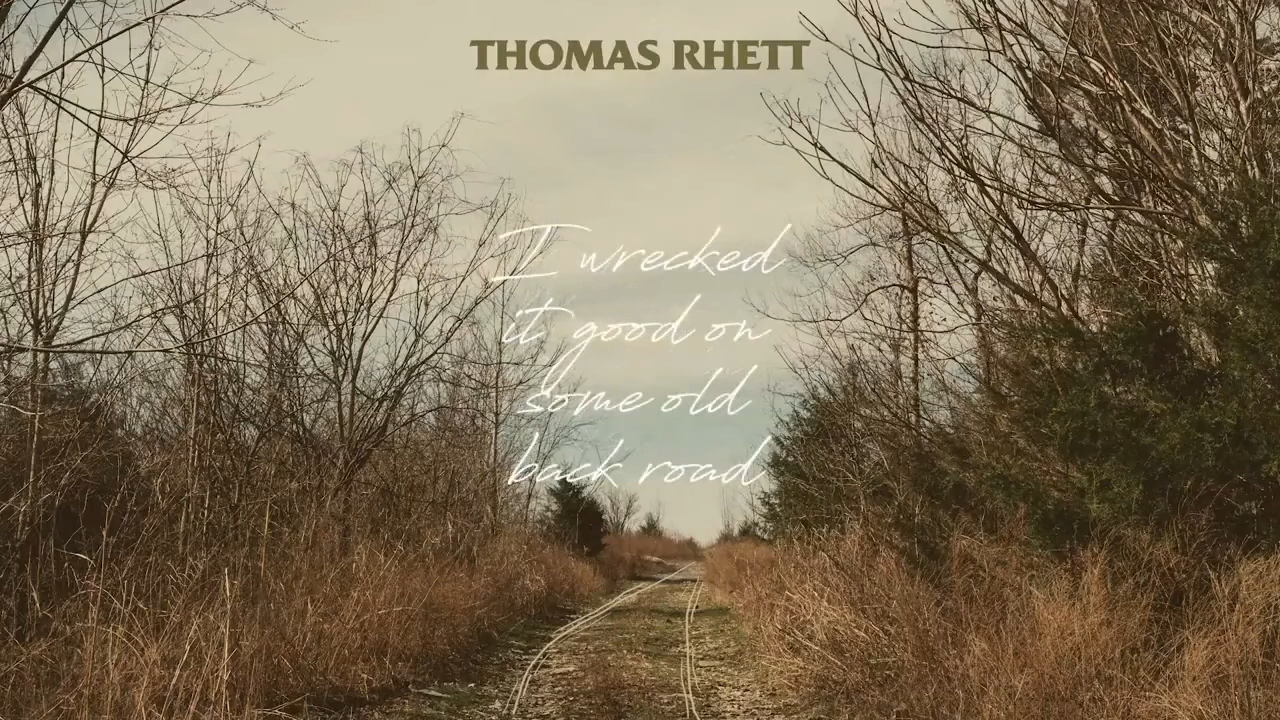 THOMAS RHETT
I wrecked
it good on
some old
back road